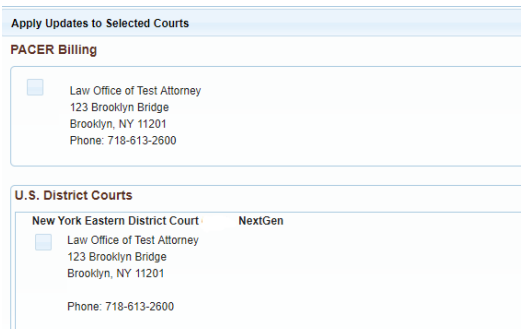 Apply Updates to Selected Courts
PACER Billing
Law Office of Test Attorney
123 Brooklyn Bridge
Brooklyn, NY 11201
Phone: 718-613-2600
U.S. District Courts
New York Eastern District Court NextGen
Law Office of Test Attorney
123 Brooklyn Bridge
Brooklyn, NY 11201
Phone: 718-613-2600